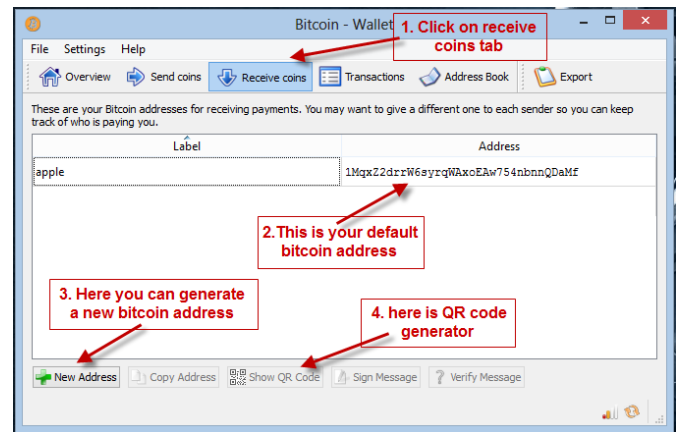 Bitcoin - Wallet
1. Click on receive
coins tab
File Settings Help
Overview Send coins Receive coins Transactions Address Book Export
These are your Bitcoin addresses for receiving payments. You may want to give a different one to each sender so you can keep
track of who is paying you.
Label Address
apple 1MqxZ2drrW6syrqWAxoEAw754nbnnQDaMf
2.This is your default
bitcoin address
3. Here you can generate
a new bitcoin address
4. here is QR code
generator
New Address Copy Address Show QR Code Sign Message Verify Message